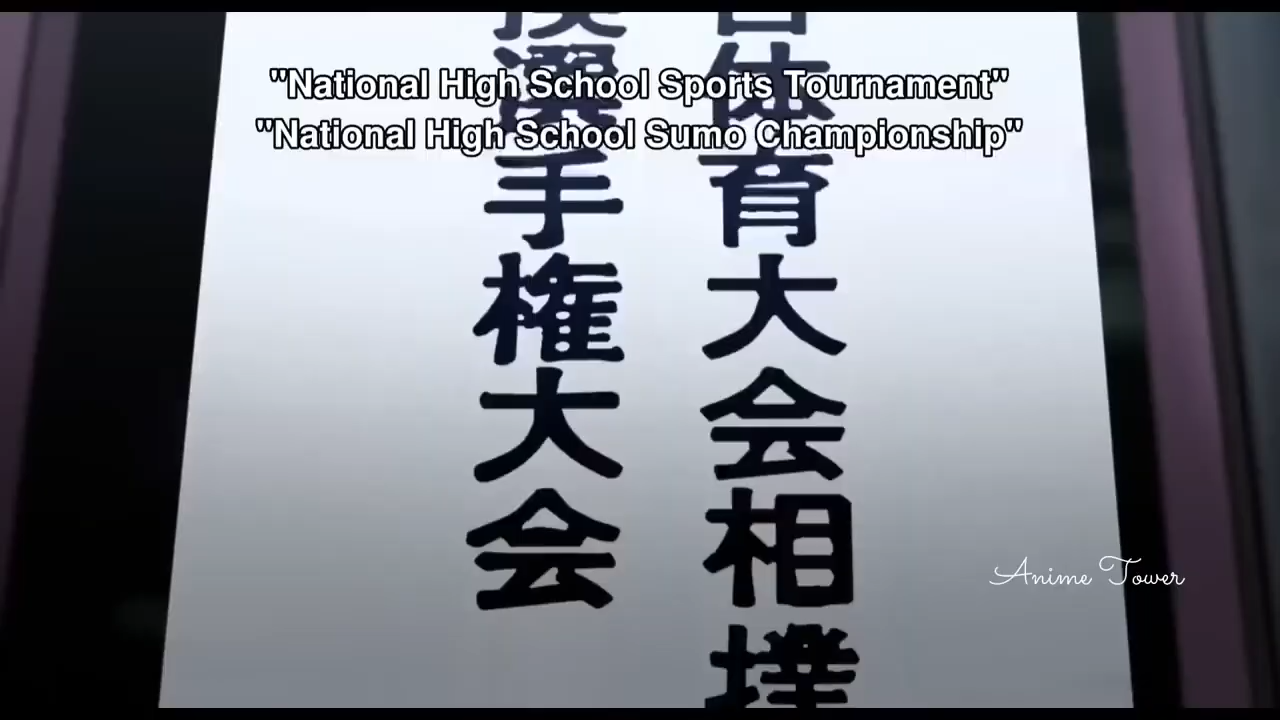 "National High School Sports Tournament"
"National High School Sumo Championship"
体育大会相撲
撲選手権大会
Anime Tower